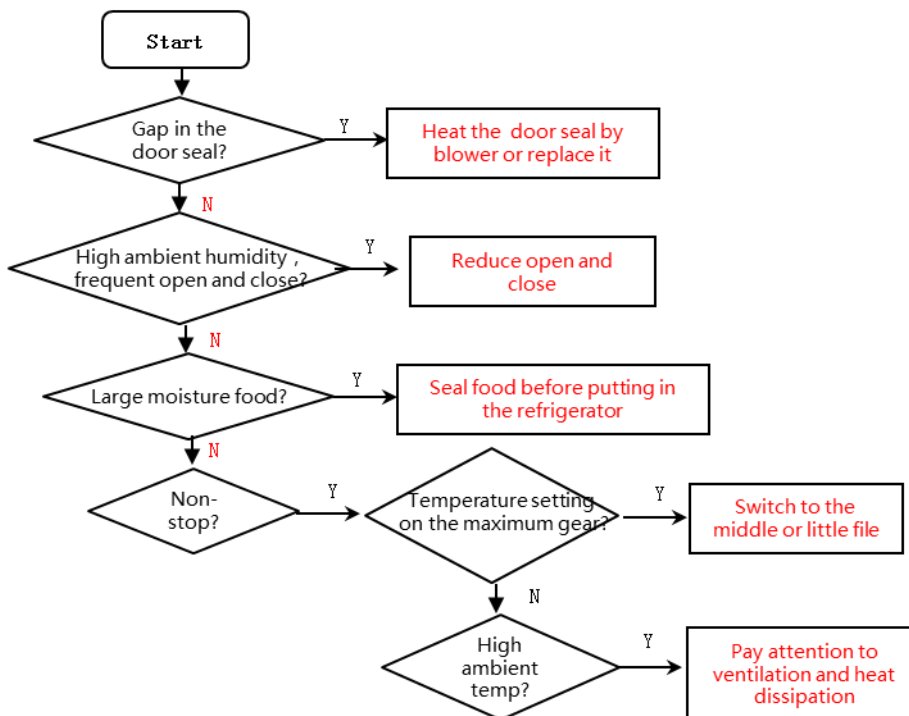 Start
Gap in the
door seal?
Y
Heat the door seal by
blower or replace it
N
High ambient humidity ,
frequent open and close?
Y
Reduce open and
close
N
Large moisture food?
Y
Seal food before putting in
the refrigerator
N
Non-
stop?
Y
Temperature setting
on the maximum gear?
Y
Switch to the
middle or little file
N
High
ambient
temp?
Y
Pay attention to
ventilation and heat
dissipation